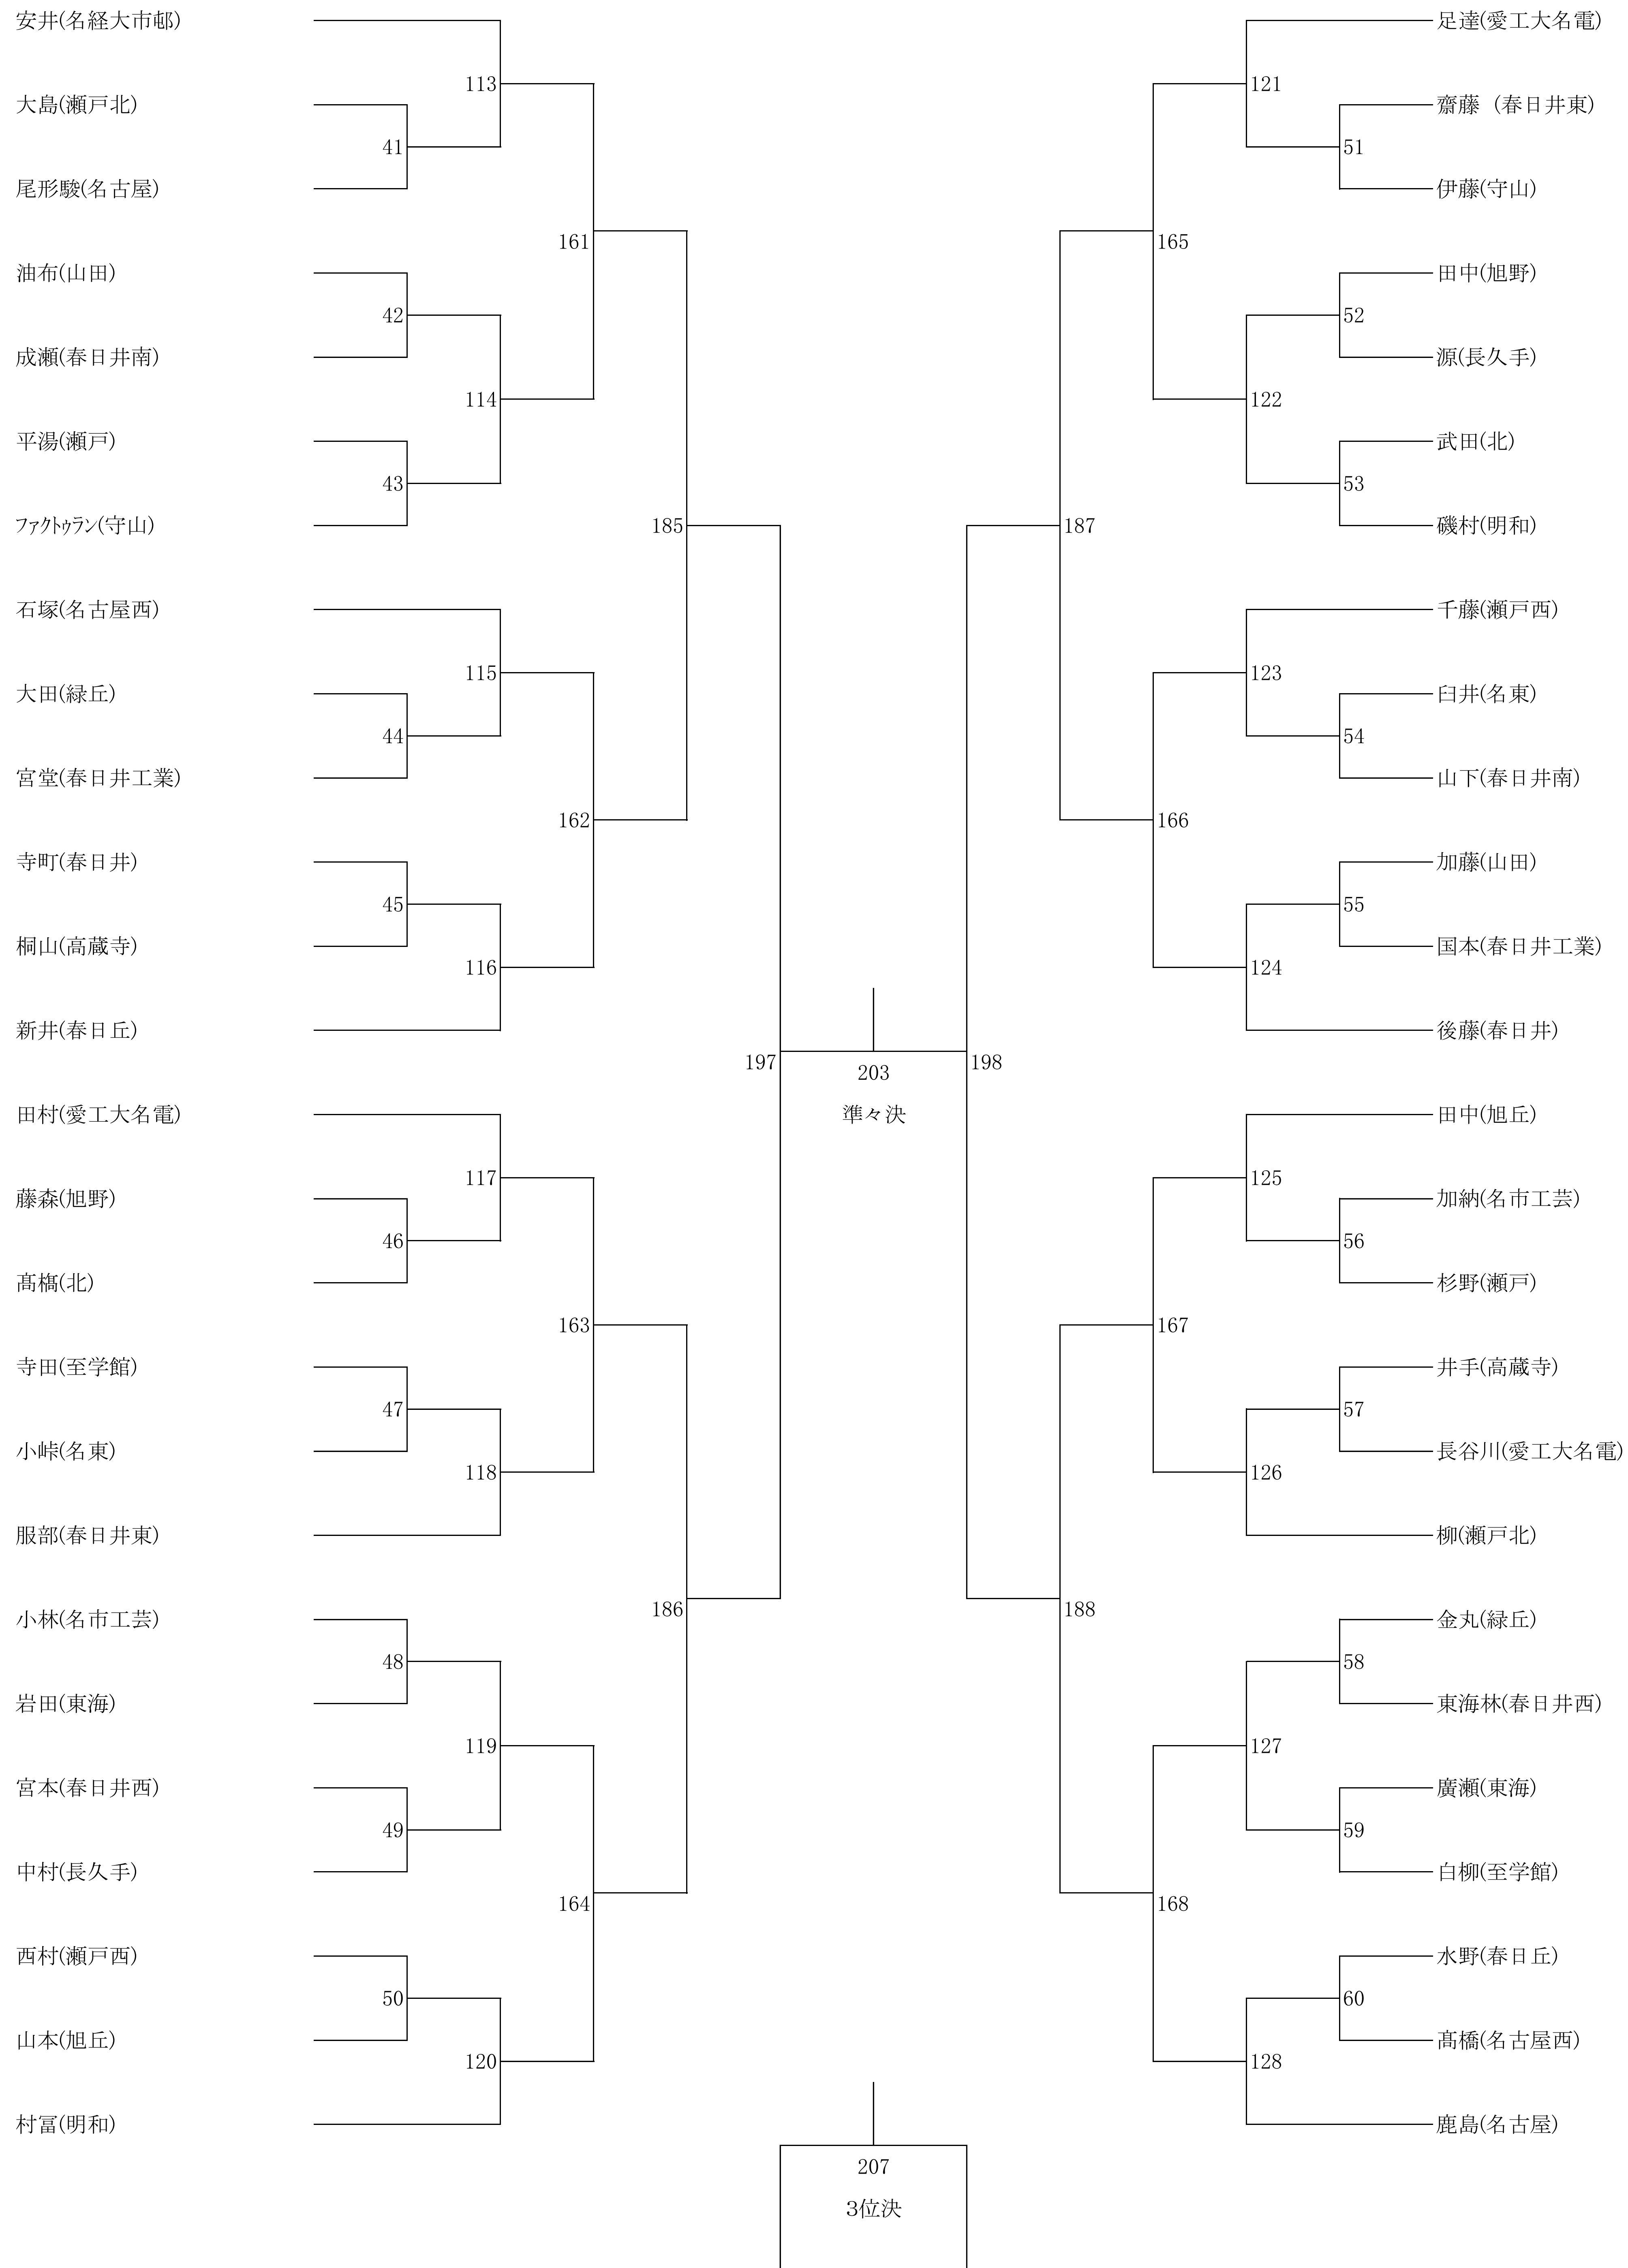 安井(名経大市邨)
大島(瀬戸北)
尾形駿(名古屋)
油布(山田)
成瀬(春日井南)
平湯(瀬戸)
ﾌｧｸﾄｩﾗﾝ(守山)
石塚(名古屋西)
大田(緑丘)
宮堂(春日井工業)
寺町(春日井)
桐山(高蔵寺)
新井(春日丘)
田村(愛工大名電)
藤森(旭野)
髙橋(北)
寺田(至学館)
小峠(名東)
服部(春日井東)
小林(名市工芸)
岩田(東海)
宮本(春日井西)
中村(長久手)
西村(瀬戸西)
山本(旭丘)
村冨(明和)
41
42
43
44
45
46
47
48
49
50
113
114
115
116
117
118
119
120
161
162
163
164
185
186
197
203
準々決
207
3位決
198
187
188
165
166
167
168
121
122
123
124
125
126
127
128
51
52
53
54
55
56
57
58
59
60
足達(愛工大名電)
齋藤 (春日井東)
伊藤(守山)
田中(旭野)
源(長久手)
武田(北)
磯村(明和)
千藤(瀬戸西)
臼井(名東)
山下(春日井南)
加藤(山田)
国本(春日井工業)
後藤(春日井)
田中(旭丘)
加納(名市工芸)
杉野(瀬戸)
井手(高蔵寺)
長谷川(愛工大名電)
柳(瀬戸北)
金丸(緑丘)
東海林(春日井西)
廣瀬(東海)
白柳(至学館)
水野(春日丘)
髙橋(名古屋西)
鹿島(名古屋)